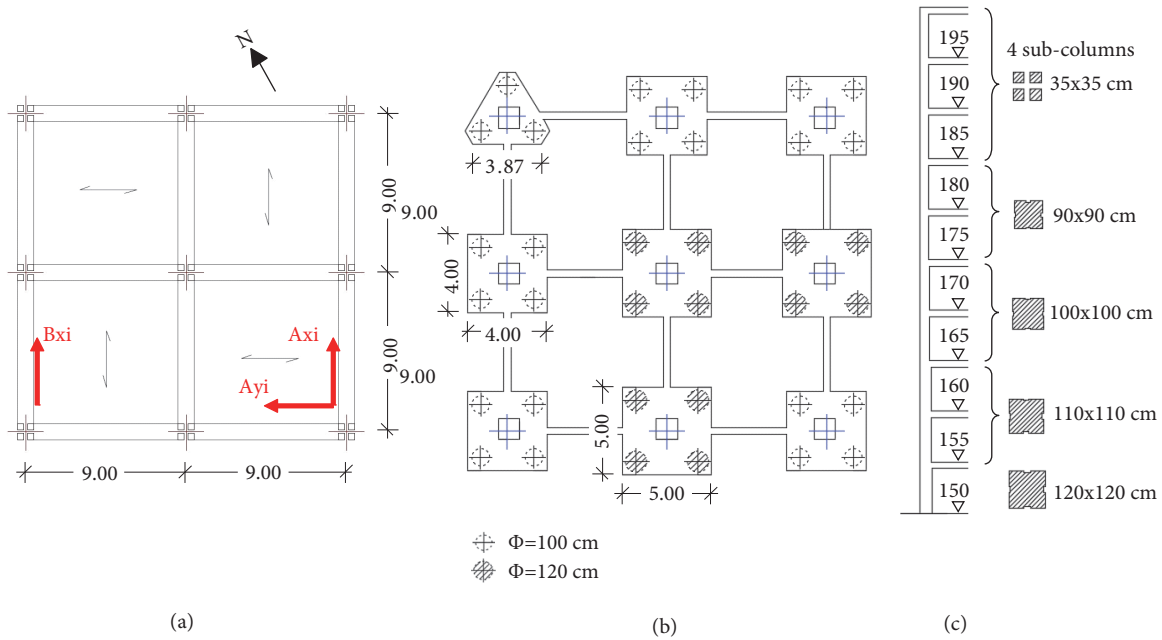 N
9.00
9.00
9.00
9.00
Bxi
Axi
Ayi
9.00
9.00
(a)
3.87
4.00
4.00
5.00
5.00
Φ=100 cm
Φ=120 cm
(b)
195
190
185
4 sub-columns
35x35 cm
180
175
90x90 cm
170
165
100x100 cm
160
155
110x110 cm
150
120x120 cm
(c)